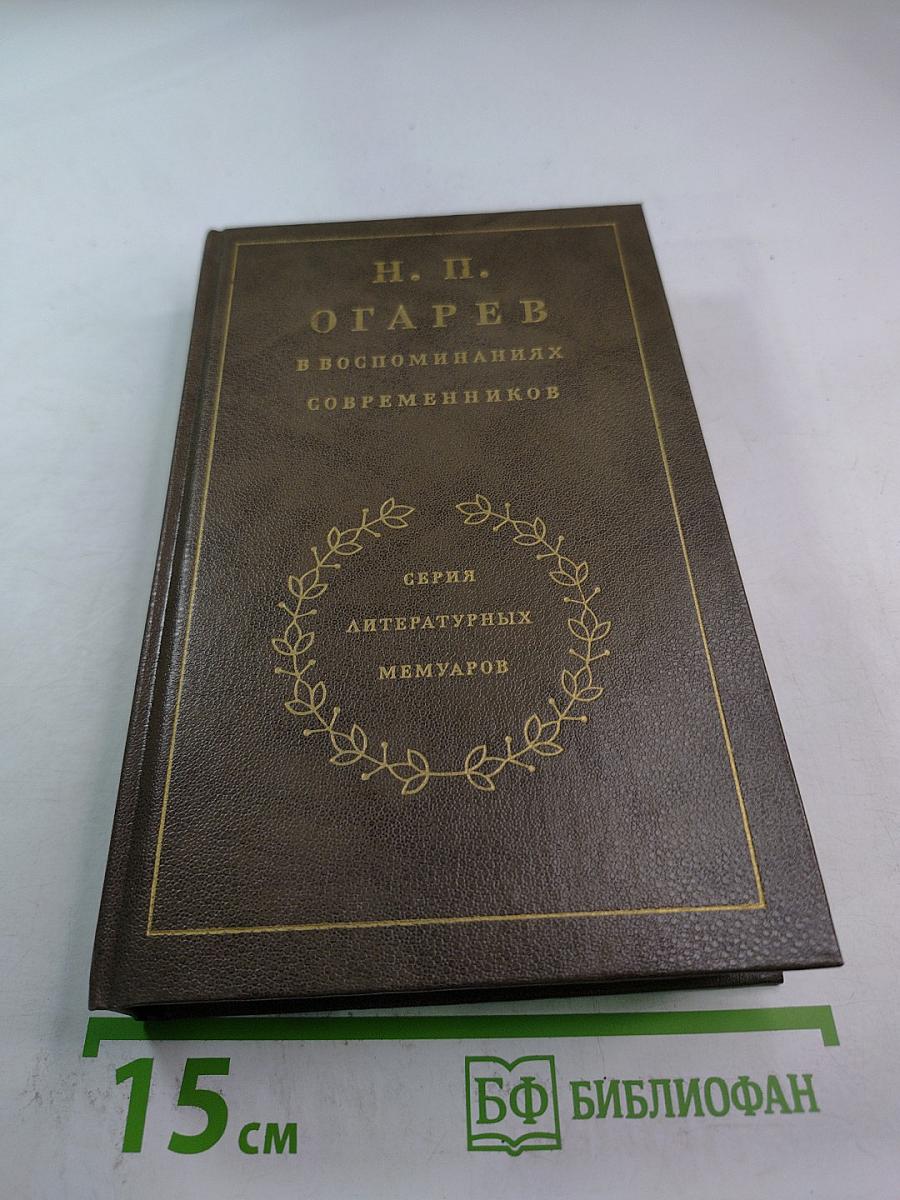 Н. П.
ОГАРЕВ
В ВОСПОМИНАНИЯХ
СОВРЕМЕННИКОВ
СЕРИЯ
ЛИТЕРАТУРНЫХ
МЕМУАРОВ
15 см
БФ БИБЛИОФАН